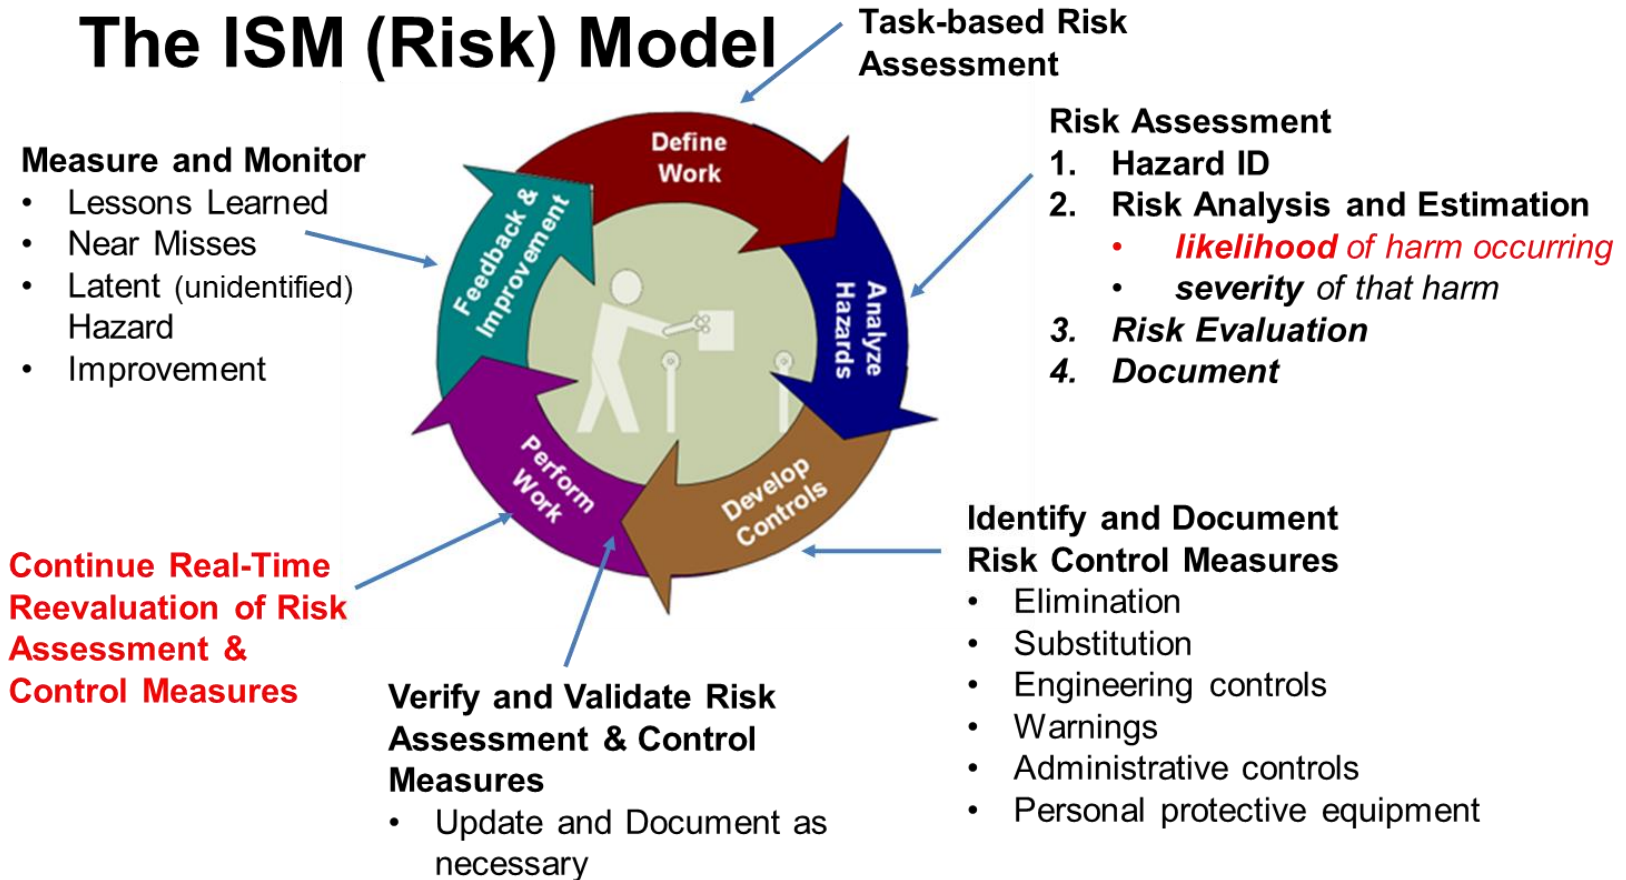 The ISM (Risk) Model
Task-based Risk
Assessment
Risk Assessment
1. Hazard ID
2. Risk Analysis and Estimation
• likelihood of harm occurring
• severity of that harm
3. Risk Evaluation
4. Document
Measure and Monitor
• Lessons Learned
• Near Misses
• Latent (unidentified)
Hazard
• Improvement
Define
Work
Analyze
Hazards
Develop
Controls
Perform
Work
Feedback &
Improvement
Identify and Document
Risk Control Measures
• Elimination
• Substitution
• Engineering controls
• Warnings
• Administrative controls
• Personal protective equipment
Continue Real-Time
Reevaluation of Risk
Assessment &
Control Measures
Verify and Validate Risk
Assessment & Control
Measures
• Update and Document as
necessary